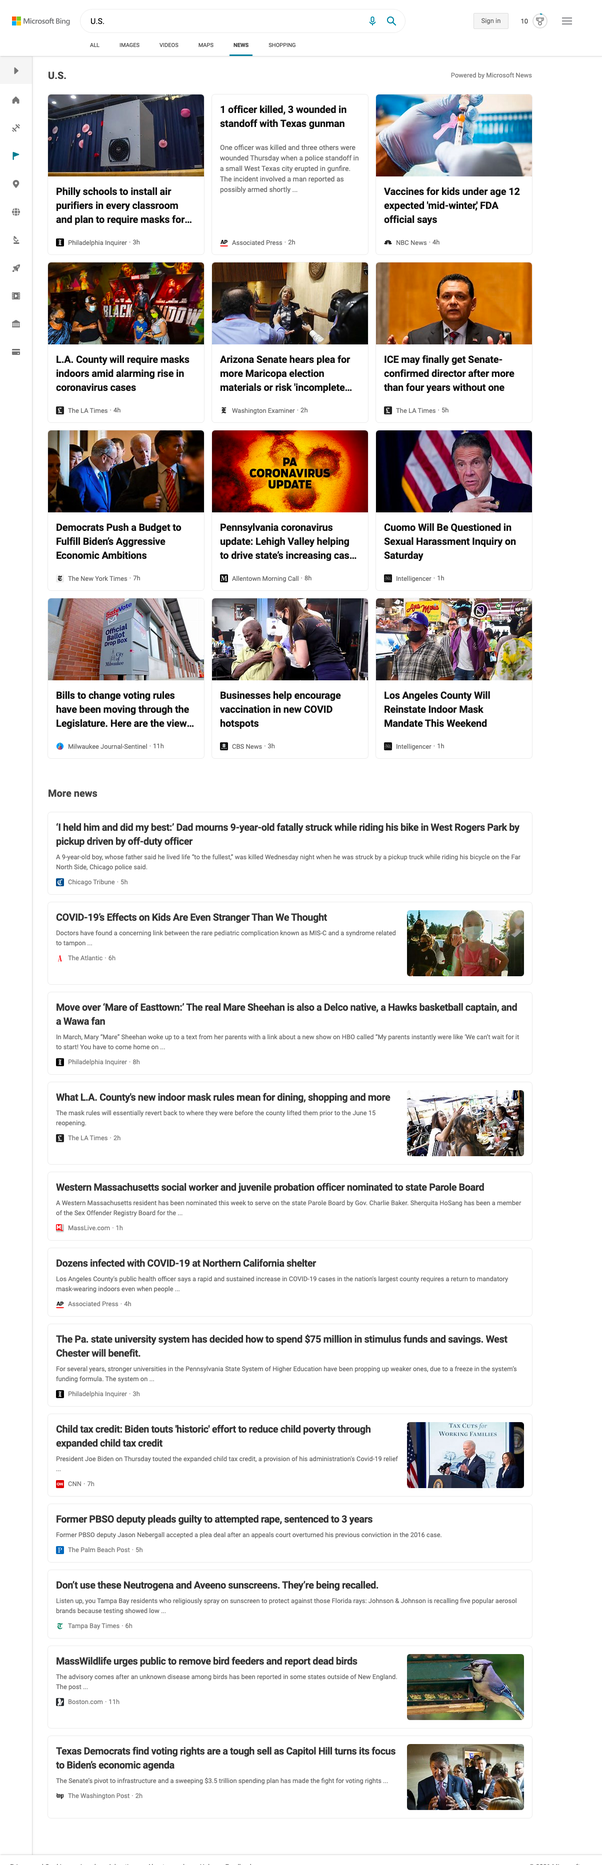 Microsoft Bing
U.S.
Sign in
10
ALL IMAGES VIDEOS MAPS NEWS SHOPPING
U.S.
Powered by Microsoft News
Philly schools to install air
purifiers in every classroom
and plan to require masks for...
Philadelphia Inquirer · 3h
1 officer killed, 3 wounded in
standoff with Texas gunman
One officer was killed and three others were
wounded Thursday when a police standoff in
a small West Texas city erupted in gunfire.
The incident involved a man reported as
possibly armed shortly ...
AP Associated Press · 2h
Vaccines for kids under age 12
expected 'mid-winter,' FDA
official says
NBC News · 4h
BLACK WIDOW
L.A. County will require masks
indoors amid alarming rise in
coronavirus cases
The LA Times · 4h
Arizona Senate hears plea for
more Maricopa election
materials or risk 'incomplete...
Washington Examiner · 2h
ICE may finally get Senate-
confirmed director after more
than four years without one
The LA Times · 5h
Democrats Push a Budget to
Fulfill Biden's Aggressive
Economic Ambitions
The New York Times · 7h
PA
CORONAVIRUS
UPDATE
Pennsylvania coronavirus
update: Lehigh Valley helping
to drive state's increasing cas...
Allentown Morning Call · 8h
Cuomo Will Be Questioned in
Sexual Harassment Inquiry on
Saturday
Intelligencer · 1h
Official
Ballot
Drop Box
Bills to change voting rules
have been moving through the
Legislature. Here are the view...
Milwaukee Journal-Sentinel · 11h
Businesses help encourage
vaccination in new COVID
hotspots
CBS News · 3h
Los Angeles County Will
Reinstate Indoor Mask
Mandate This Weekend
Intelligencer · 1h
More news
'I held him and did my best:' Dad mourns 9-year-old fatally struck while riding his bike in West Rogers Park by
pickup driven by off-duty officer
A 9-year-old boy, whose father said he lived life "to the fullest," was killed Wednesday night when he was struck by a pickup truck while riding his bicycle on the Far
North Side, Chicago police said.
Chicago Tribune · 5h
COVID-19's Effects on Kids Are Even Stranger Than We Thought
Doctors have found a concerning link between the rare pediatric complication known as MIS-C and a syndrome related
to tampon ...
The Atlantic · 6h
Move over 'Mare of Easttown:' The real Mare Sheehan is also a Delco native, a Hawks basketball captain, and
a Wawa fan
In March, Mary "Mare" Sheehan woke up to a text from her parents with a link about a new show on HBO called "My parents instantly were like 'We can't wait for it
to start! You have to come home on ...
Philadelphia Inquirer · 8h
What L.A. County's new indoor mask rules mean for dining, shopping and more
The mask rules will essentially revert back to where they were before the county lifted them prior to the June 15
reopening.
The LA Times · 2h
Western Massachusetts social worker and juvenile probation officer nominated to state Parole Board
A Western Massachusetts resident has been nominated this week to serve on the state Parole Board by Gov. Charlie Baker. Sherquita HoSang has been a member
of the Sex Offender Registry Board for the ...
MassLive.com · 1h
Dozens infected with COVID-19 at Northern California shelter
Los Angeles County's public health officer says a rapid and sustained increase in COVID-19 cases in the nation's largest county requires a return to mandatory
mask-wearing indoors even when people ...
AP Associated Press · 4h
The Pa. state university system has decided how to spend $75 million in stimulus funds and savings. West
Chester will benefit.
For several years, stronger universities in the Pennsylvania State System of Higher Education have been propping up weaker ones, due to a freeze in the system's
funding formula. The system on ...
Philadelphia Inquirer · 3h
Child tax credit: Biden touts 'historic' effort to reduce child poverty through
expanded child tax credit
President Joe Biden on Thursday touted the expanded child tax credit, a provision of his administration's Covid-19 relief
...
CNN · 7h
TAX CUTS for
WORKING FAMILIES
Former PBSO deputy pleads guilty to attempted rape, sentenced to 3 years
Former PBSO deputy Jason Nebergall accepted a plea deal after an appeals court overturned his previous conviction in the 2016 case.
The Palm Beach Post · 5h
Don't use these Neutrogena and Aveeno sunscreens. They're being recalled.
Listen up, you Tampa Bay residents who religiously spray on sunscreen to protect against those Florida rays: Johnson & Johnson is recalling five popular aerosol
brands because testing showed low ...
Tampa Bay Times · 6h
MassWildlife urges public to remove bird feeders and report dead birds
The advisory comes after an unknown disease among birds has been reported in some states outside of New England.
The post ...
Boston.com · 11h
Texas Democrats find voting rights are a tough sell as Capitol Hill turns its focus
to Biden's economic agenda
The Senate's pivot to infrastructure and a sweeping $3.5 trillion spending plan has made the fight for voting rights ...
The Washington Post · 2h